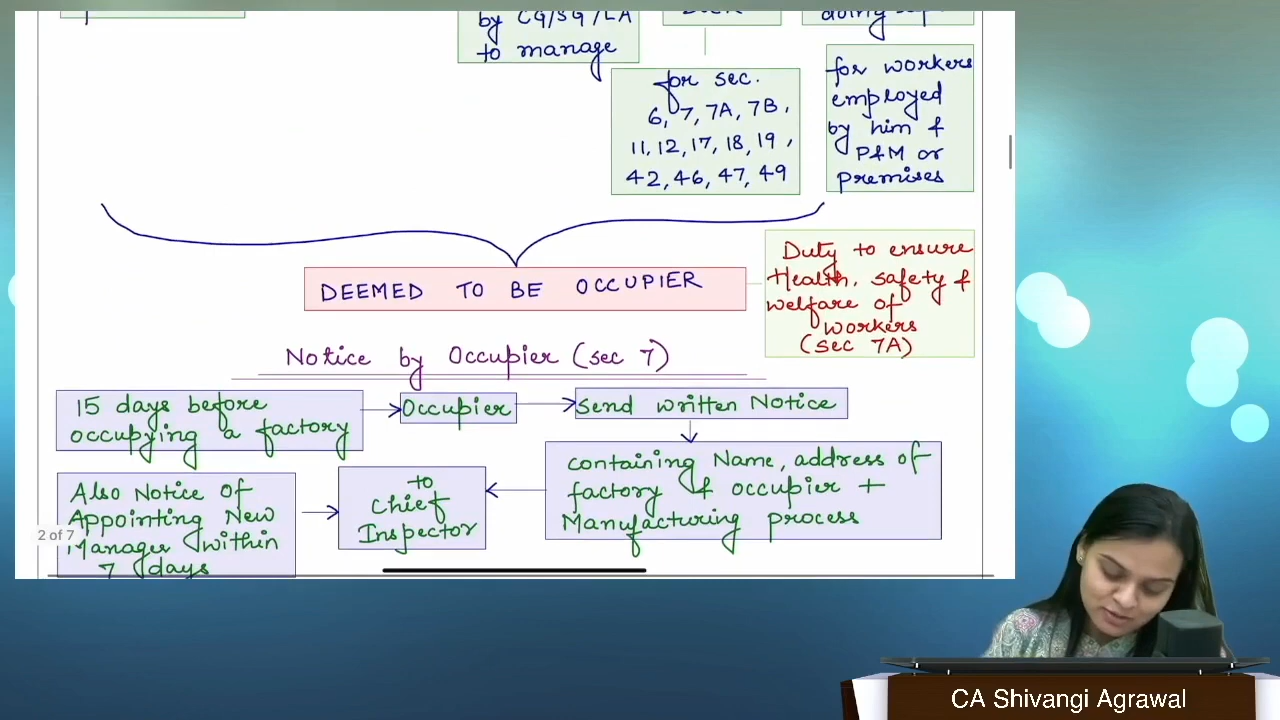 by CG/SG/LA
to manage
for sec.
6, 7, 7A, 7B,
11, 12, 17, 18, 19,
42, 46, 47, 49
for workers
employed
by him &
P&M or
premises
DEEMED TO BE OCCUPIER
Duty to ensure
Health, safety &
welfare of
workers
(sec 7A)
Notice by Occupier (sec 7)
15 days before
occupying a factory
Occupier
Send written Notice
containing Name, address of
factory & occupier +
Manufacturing process
to
Chief
Inspector
Also Notice of
Appointing New
Manager within
7 days
2 of 7
CA Shivangi Agrawal